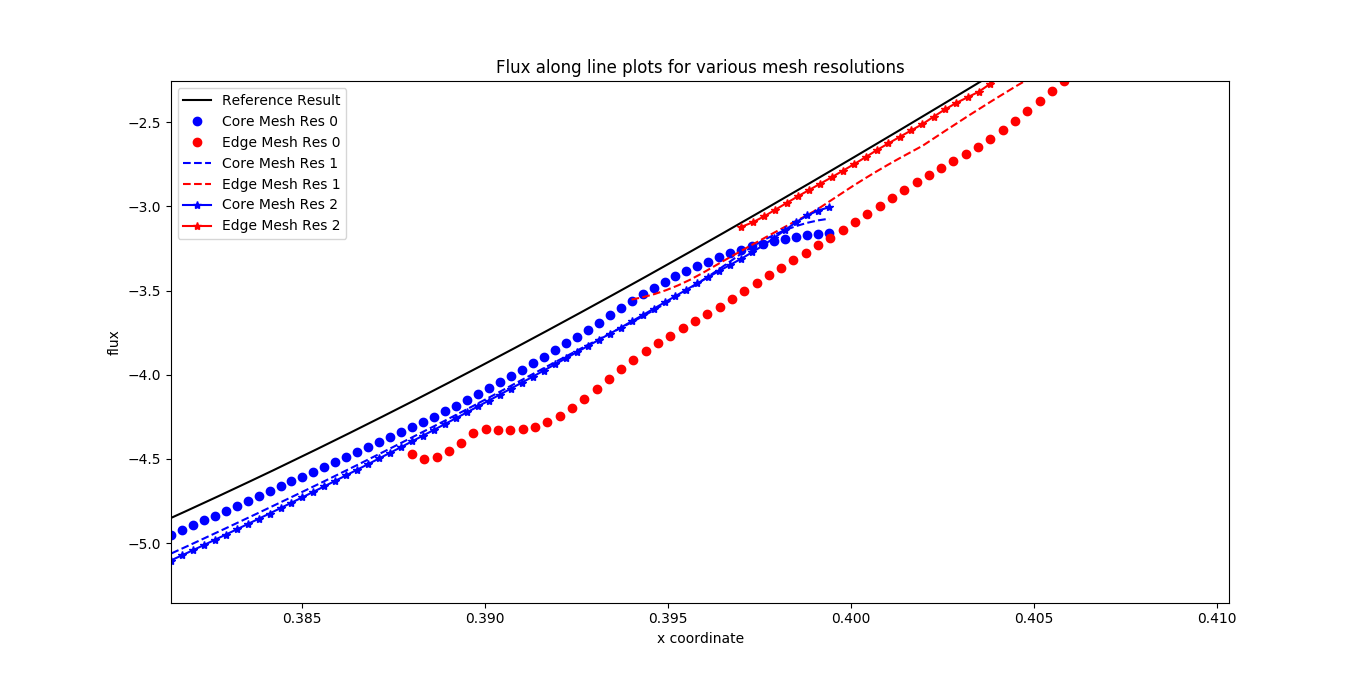 Flux along line plots for various mesh resolutions
Reference Result
Core Mesh Res 0
Edge Mesh Res 0
Core Mesh Res 1
Edge Mesh Res 1
Core Mesh Res 2
Edge Mesh Res 2
flux
−2.5
−3.0
−3.5
−4.0
−4.5
−5.0
0.385
0.390
0.395
0.400
0.405
0.410
x coordinate